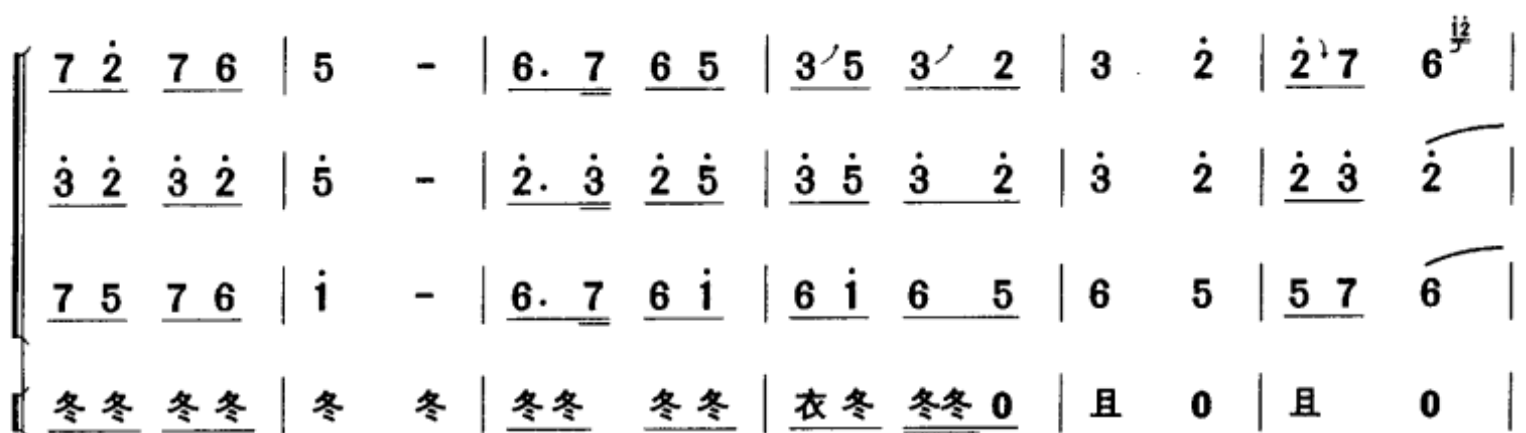 7 2̇ 7 6 | 5 - | 6. 7 6 5 | 3 5 3 2 | 3 2̇ | 2̇ 7 6 i̇2̇ |
3̇ 2̇ 3̇ 2̇ | 5̇ - | 2̇. 3̇ 2̇ 5̇ | 3̇ 5̇ 3̇ 2̇ | 3̇ 2̇ | 2̇ 3̇ 2̇ |
7 5 7 6 | 1̇ - | 6. 7 6 1̇ | 6 1̇ 6 5 | 6 5 | 5 7 6 |
冬冬 冬冬 | 冬 冬 | 冬冬 冬冬 | 衣冬 冬冬 0 | 且 0 | 且 0 |